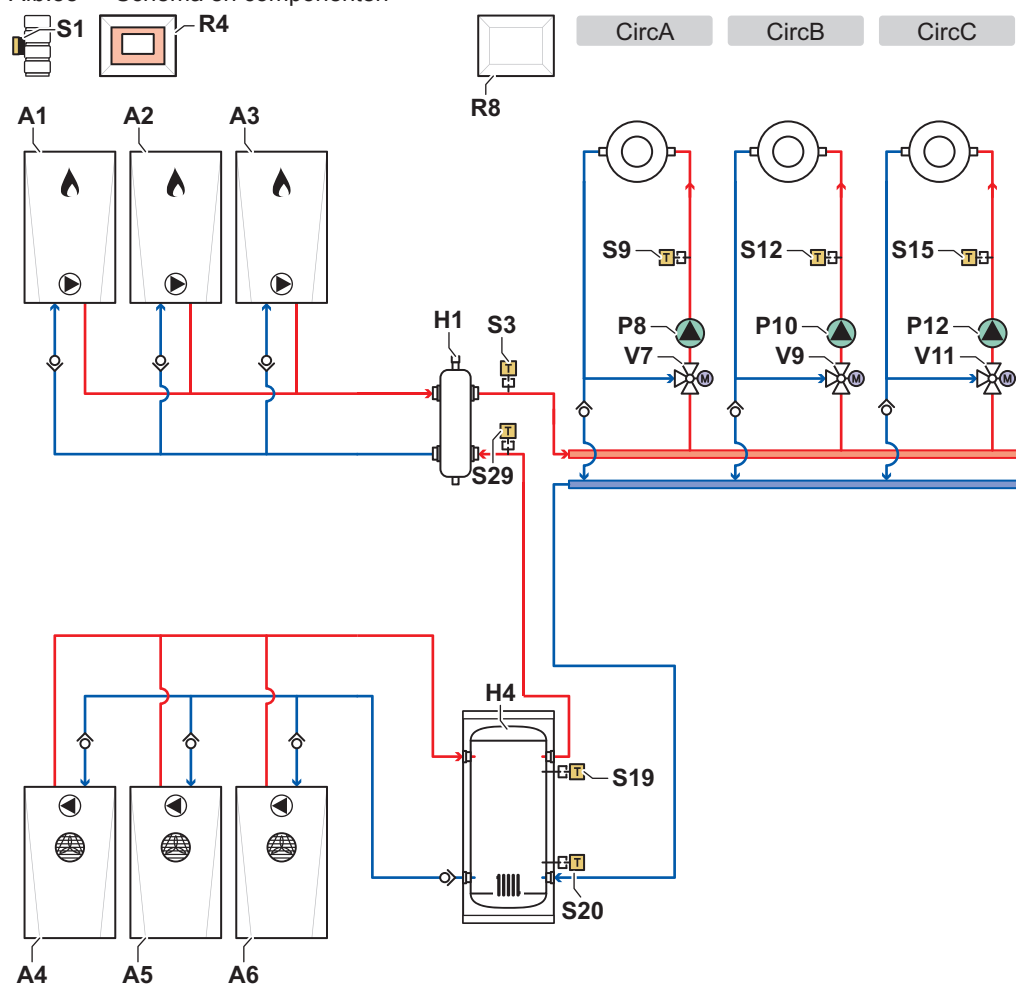 S1
R4
R8
CircA
CircB
CircC
A1
A2
A3
S9
S12
S15
H1
S3
P8
P10
P12
V7
V9
V11
M
M
M
T
T
T
T
T
S29
H4
T
S19
T
S20
A4
A5
A6